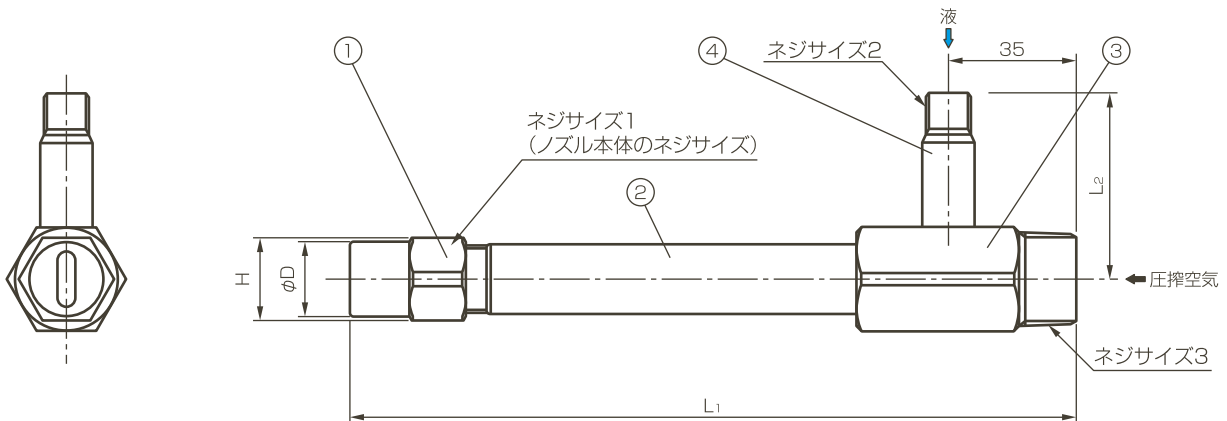 液
①
ネジサイズ2
④
35
③
ネジサイズ1
(ノズル本体のネジサイズ)
②
L2
H
φD
圧搾空気
ネジサイズ3
L1